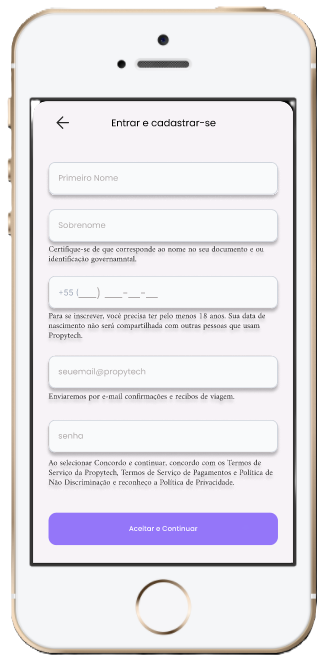 Entrar e cadastrar-se
Primeiro Nome
Sobrenome
Certifique-se de que corresponde ao nome no seu documento e ou
identificação governamntal.
+55 (___) ___-__-__
Para se inscrever, você precisa ter pelo menos 18 anos. Sua data de
nascimento não será compartilhada com outras pessoas que usam
Propytech.
seuemail@propytech
Enviaremos por e-mail confirmações e recibos de viagem.
senha
Ao selecionar Concordo e continuar, concordo com os Termos de
Serviço da Propytech, Termos de Serviço de Pagamentos e Política de
Não Discriminação e reconheço a Política de Privacidade.
Aceitar e Continuar